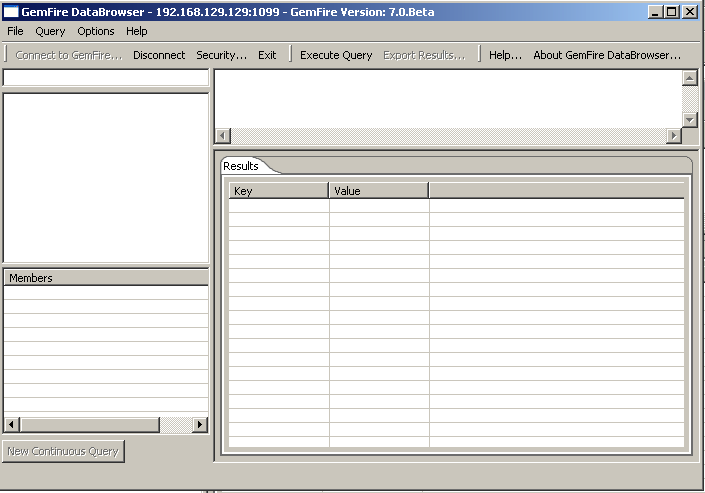 GemFire DataBrowser - 192.168.129.129:1099 - GemFire Version: 7.0.Beta
File Query Options Help
Connect to GemFire... Disconnect Security... Exit Execute Query Export Results... Help... About GemFire DataBrowser...
Results
Key Value
Members
New Continuous Query